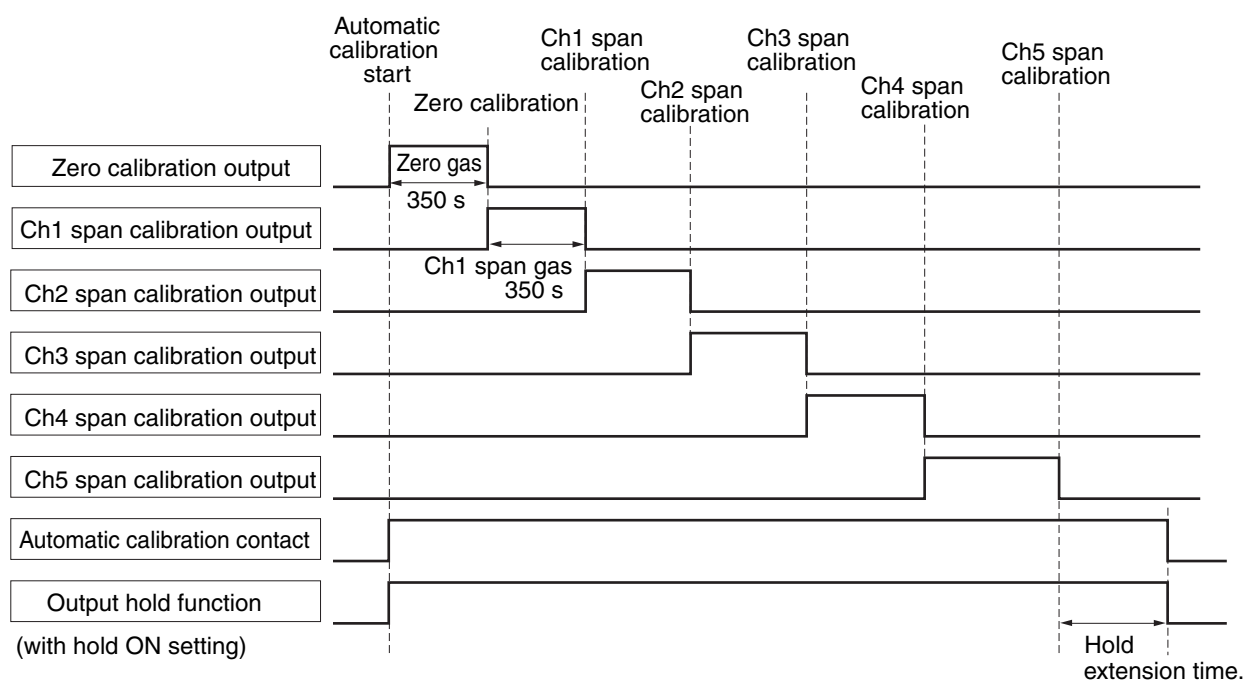 Automatic
calibration
start
Zero calibration
Ch1 span
calibration
Ch2 span
calibration
Ch3 span
calibration
Ch4 span
calibration
Ch5 span
calibration
Zero calibration output
Zero gas
350 s
Ch1 span calibration output
Ch1 span gas
350 s
Ch2 span calibration output
Ch3 span calibration output
Ch4 span calibration output
Ch5 span calibration output
Automatic calibration contact
Output hold function
(with hold ON setting)
Hold
extension time.